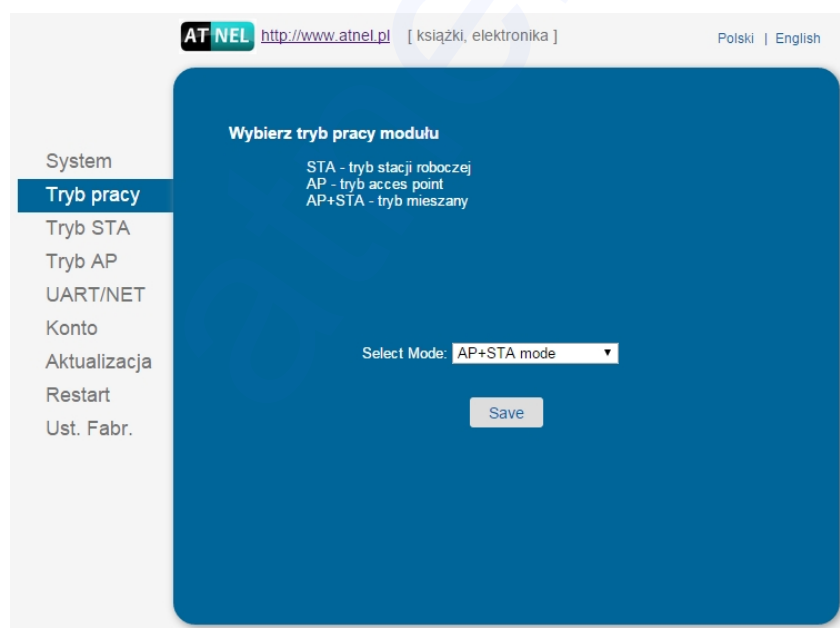 ATNEL http://www.atnel.pl [ książki, elektronika ] Polski | English
Wybierz tryb pracy modułu
STA - tryb stacji roboczej
AP - tryb acces point
AP+STA - tryb mieszany
System
Tryb pracy
Tryb STA
Tryb AP
UART/NET
Konto
Aktualizacja
Restart
Ust. Fabr.
Select Mode: AP+STA mode
Save